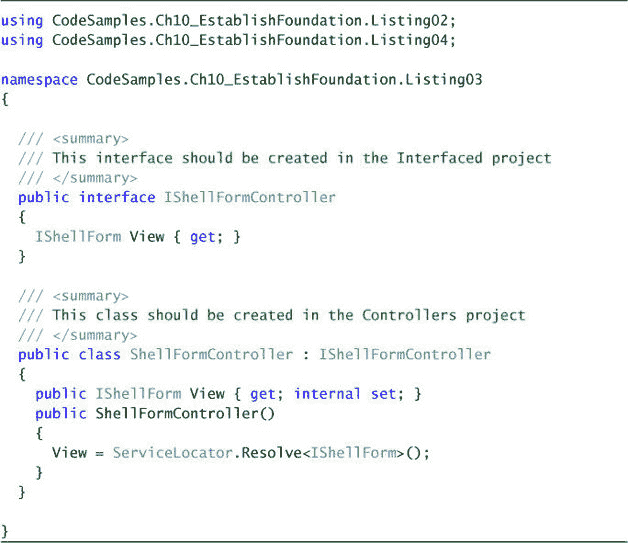 using CodeSamples.Ch10_EstablishFoundation.Listing02;
using CodeSamples.Ch10_EstablishFoundation.Listing04;
namespace CodeSamples.Ch10_EstablishFoundation.Listing03
{
/// <summary>
/// This interface should be created in the Interfaced project
/// </summary>
public interface IShellFormController
{
IShellForm View { get; }
}
/// <summary>
/// This class should be created in the Controllers project
/// </summary>
public class ShellFormController : IShellFormController
{
public IShellForm View { get; internal set; }
public ShellFormController()
{
View = ServiceLocator.Resolve<IShellForm>();
}
}
}